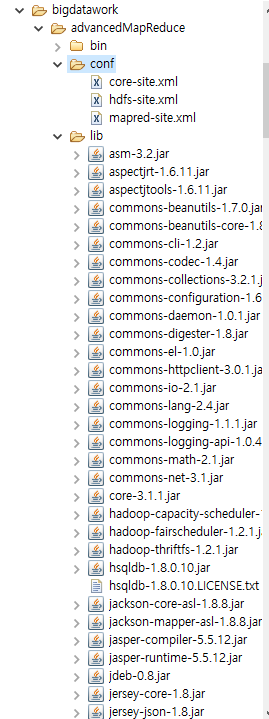 bigdatawork
advancedMapReduce
bin
conf
core-site.xml
hdfs-site.xml
mapred-site.xml
lib
asm-3.2.jar
aspectjrt-1.6.11.jar
aspectjtools-1.6.11.jar
commons-beanutils-1.7.0.jar
commons-beanutils-core-1.8
commons-cli-1.2.jar
commons-codec-1.4.jar
commons-collections-3.2.1.j
commons-configuration-1.6
commons-daemon-1.0.1.jar
commons-digester-1.8.jar
commons-el-1.0.jar
commons-httpclient-3.0.1.ja
commons-io-2.1.jar
commons-lang-2.4.jar
commons-logging-1.1.1.jar
commons-logging-api-1.0.4
commons-math-2.1.jar
commons-net-3.1.jar
core-3.1.1.jar
hadoop-capacity-scheduler-
hadoop-fairscheduler-1.2.1.ja
hadoop-thriftfs-1.2.1.jar
hsqldb-1.8.0.10.jar
hsqldb-1.8.0.10.LICENSE.txt
jackson-core-asl-1.8.8.jar
jackson-mapper-asl-1.8.8.jar
jasper-compiler-5.5.12.jar
jasper-runtime-5.5.12.jar
jdeb-0.8.jar
jersey-core-1.8.jar
jersey-json-1.8.jar